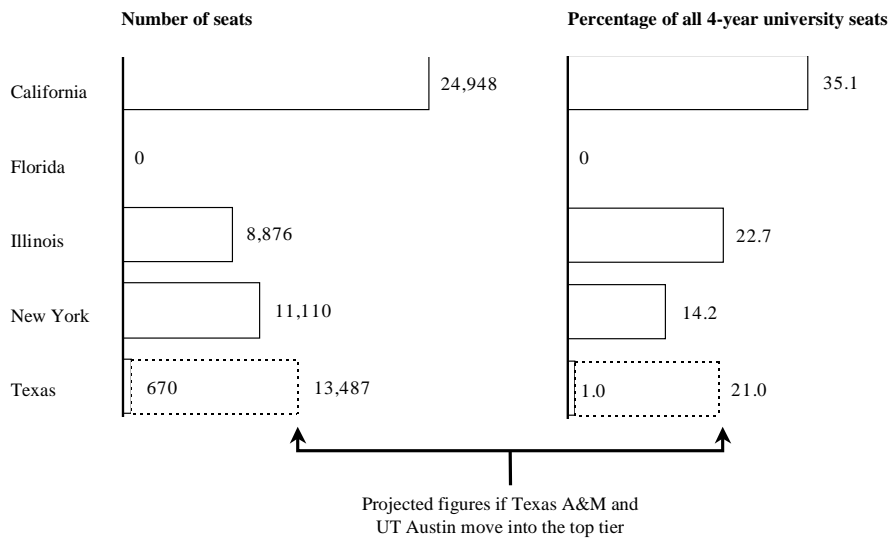 Number of seats
Percentage of all 4-year university seats
California
24,948
35.1
Florida
0
0
Illinois
8,876
22.7
New York
11,110
14.2
Texas
670
13,487
1.0
21.0
Projected figures if Texas A&M and
UT Austin move into the top tier